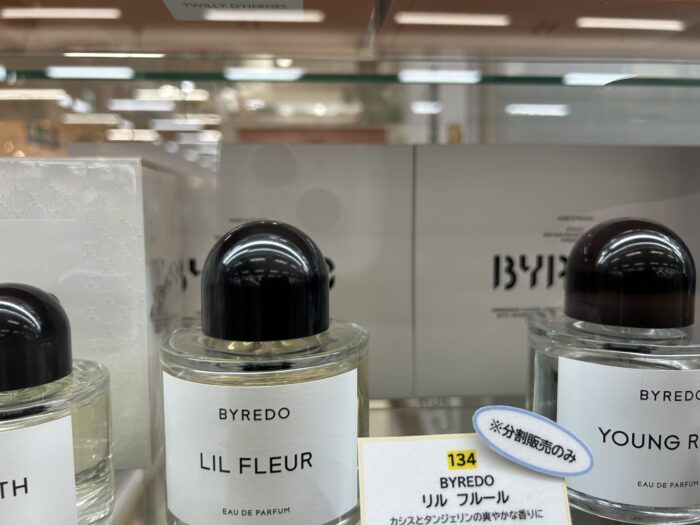 TWILLY D'HERMÈS
BYREDO
LIL FLEUR
EAU DE PARFUM
BYREDO
YOUNG R
EAU DE PARFUM
TH
※分割販売のみ
134
BYREDO
リル フルール
カシスとタンジェリンの爽やかな香りに